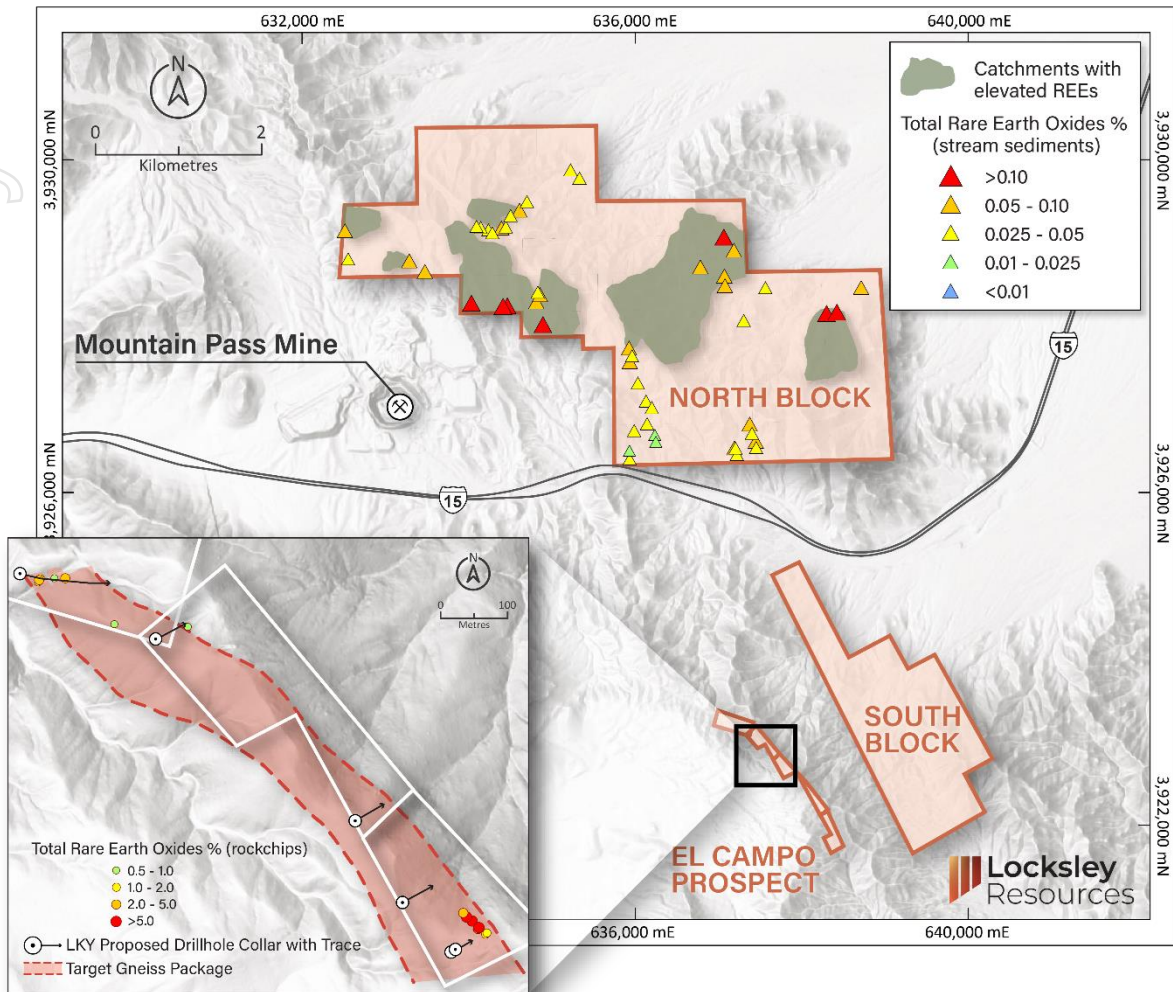 632,000 mE
636,000 mE
640,000 mE
N
0
2
Kilometres
Catchments with
elevated REEs
Total Rare Earth Oxides %
(stream sediments)
>0.10
0.05 - 0.10
0.025 - 0.05
0.01 - 0.025
<0.01
3,930,000 mN
3,930,000 mN
Mountain Pass Mine
NORTH BLOCK
15
15
3,926,000 mN
3,926,000 mN
N
0
100
Metres
SOUTH
BLOCK
EL CAMPO
PROSPECT
3,922,000 mN
Locksley
Resources
Total Rare Earth Oxides % (rockchips)
0.5 - 1.0
1.0 - 2.0
2.0 - 5.0
>5.0
LKY Proposed Drillhole Collar with Trace
Target Gneiss Package
636,000 mE
640,000 mE